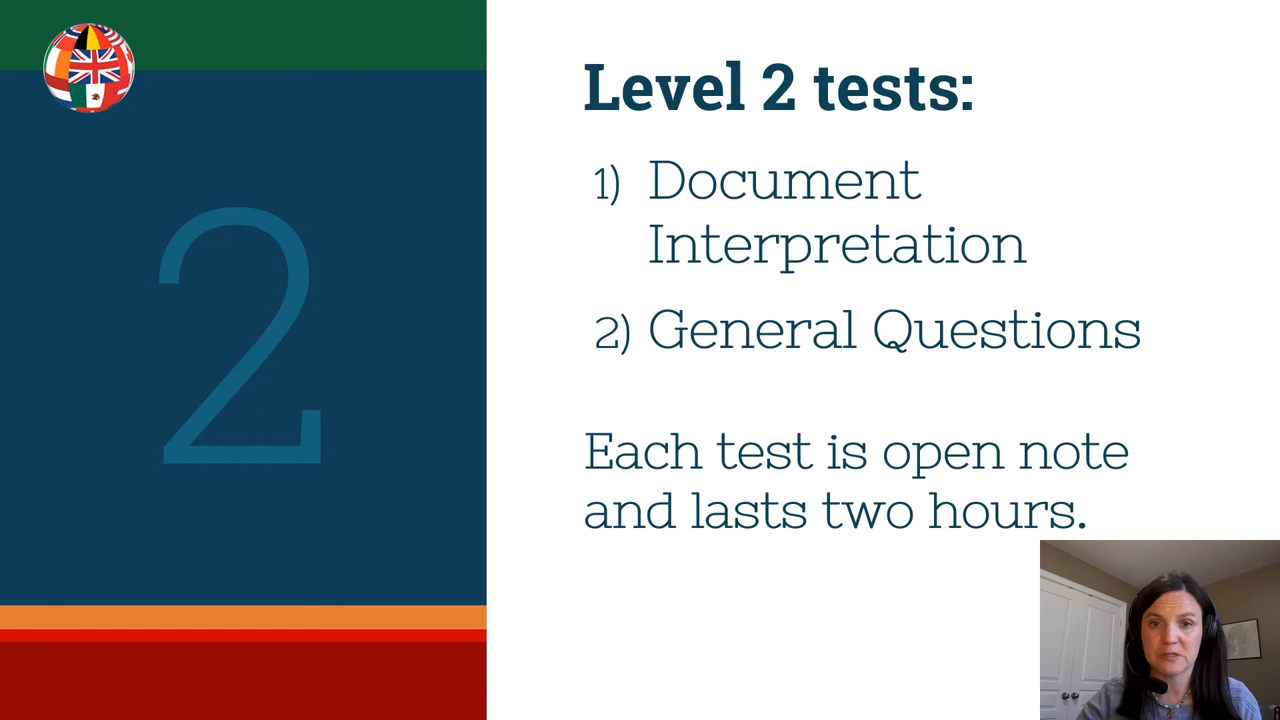 2
Level 2 tests:
1) Document
Interpretation
2) General Questions
Each test is open note
and lasts two hours.